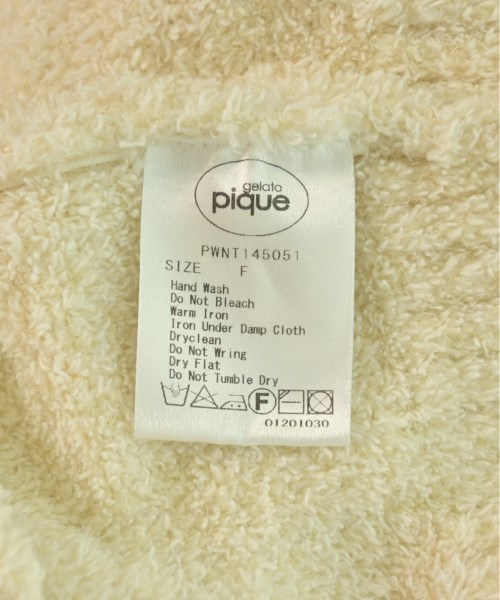 gelato
pique
PWNT145051
SIZE F
Hand Wash
Do Not Bleach
Warm Iron
Iron Under Damp Cloth
Dryclean
Do Not Wring
Dry Flat
Do Not Tumble Dry
F
01201030